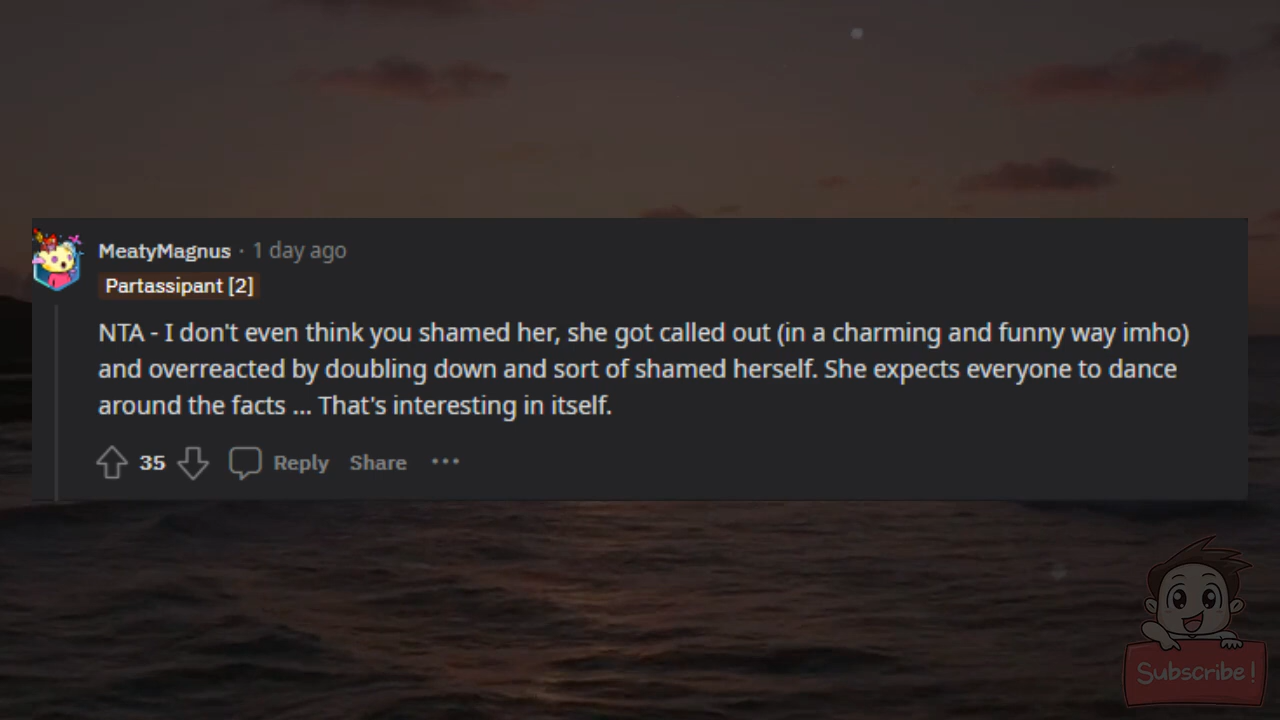 MeatyMagnus · 1 day ago
Partassipant [2]
NTA - I don't even think you shamed her, she got called out (in a charming and funny way imho)
and overreacted by doubling down and sort of shamed herself. She expects everyone to dance
around the facts ... That's interesting in itself.
35 Reply Share ···
Subscribe!